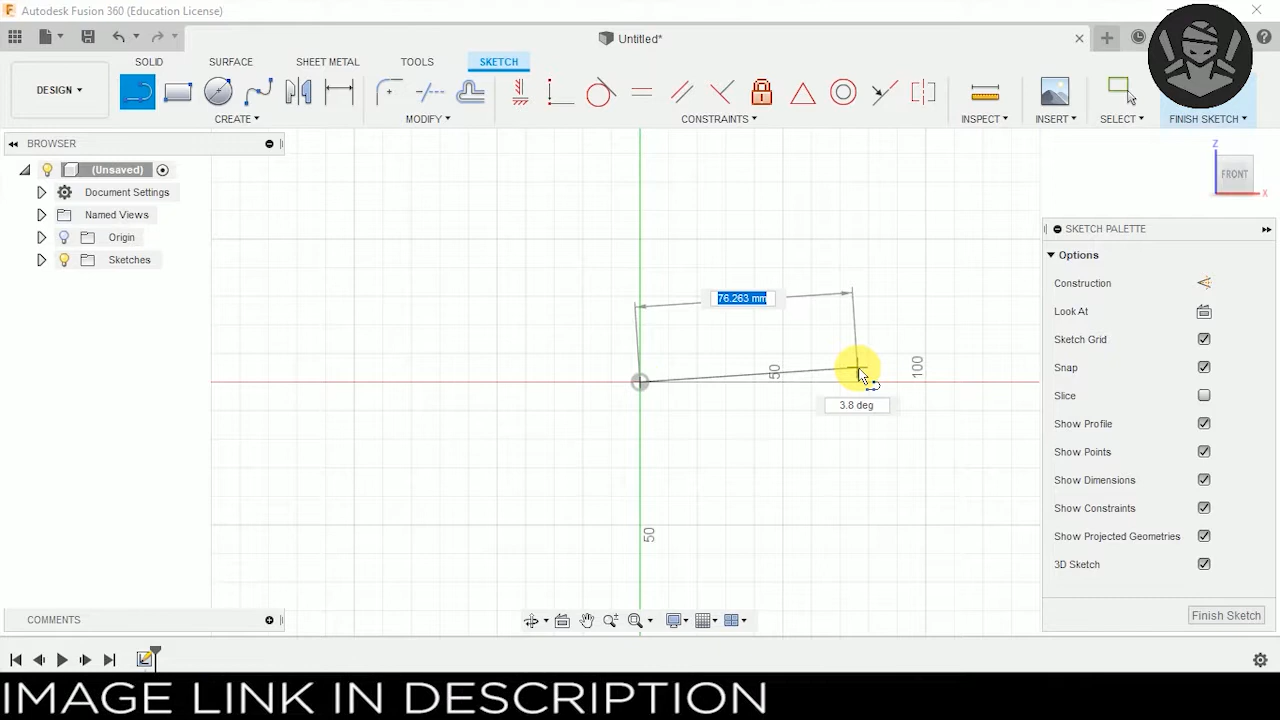 Autodesk Fusion 360 (Education License)
Untitled*
SOLID SURFACE SHEET METAL TOOLS SKETCH
DESIGN
CREATE MODIFY CONSTRAINTS INSPECT INSERT SELECT FINISH SKETCH
BROWSER
(Unsaved)
Document Settings
Named Views
Origin
Sketches
Z
FRONT
X
SKETCH PALETTE
Options
Construction
Look At
Sketch Grid
Snap
Slice
Show Profile
Show Points
Show Dimensions
Show Constraints
Show Projected Geometries
3D Sketch
Finish Sketch
76.263 mm
50
100
3.8 deg
50
COMMENTS
IMAGE LINK IN DESCRIPTION